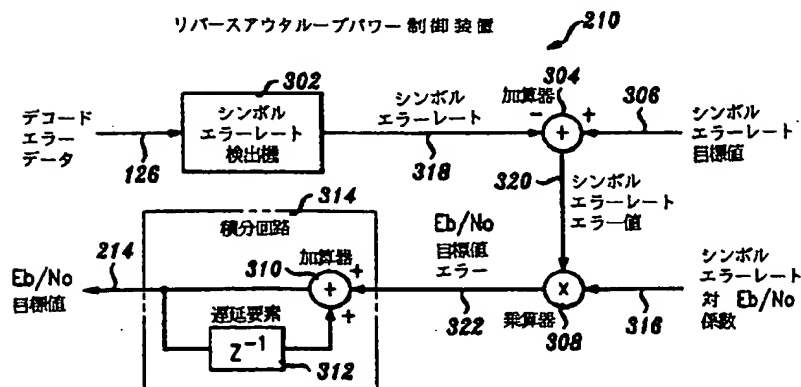 リバースアウタループパワー制御装置
210
302
304
加算器
306
デコード
エラー
データ
126
シンボル
エラーレート
検出機
シンボル
エラーレート
318
−
+
+
シンボル
エラーレート
目標値
320
シンボル
エラーレート
エラー値
314
積分回路
214
Eb/No
目標値
310
加算器
+
+
+
Eb/No
目標値
エラー
322
X
乗算器
308
シンボル
エラーレート
対 Eb/No
係数
316
遅延要素
Z-1
312